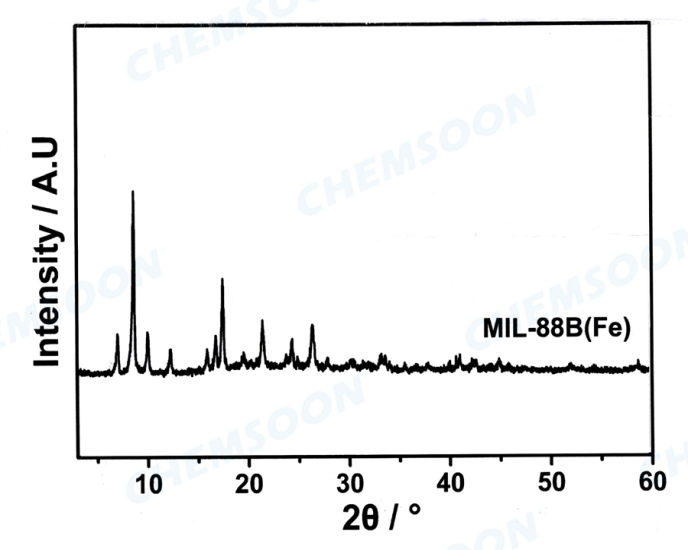 CHEMSOON
CHEMSOON
CHEMSOON
CHEMSOON
CHEMSOON
Intensity / A.U
MIL-88B(Fe)
10 20 30 40 50 60
2θ / °